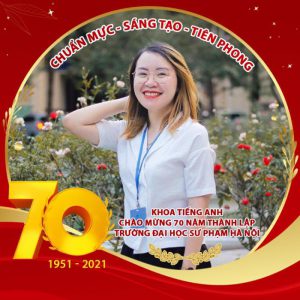 CHUẨN MỰC - SÁNG TẠO - TIÊN PHONG
70
1951 - 2021
KHOA TIẾNG ANH
CHÀO MỪNG 70 NĂM THÀNH LẬP
TRƯỜNG ĐẠI HỌC SƯ PHẠM HÀ NỘI